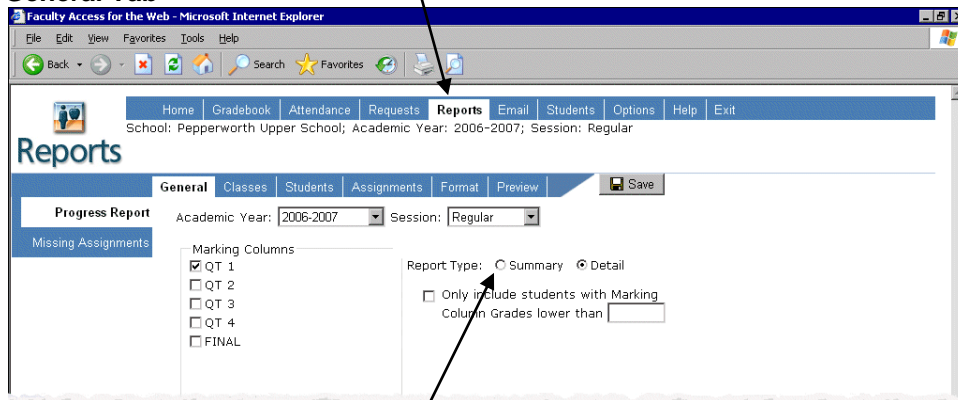 General Tab
Faculty Access for the Web - Microsoft Internet Explorer
File Edit View Favorites Tools Help
Back Search Favorites
Home Gradebook Attendance Requests Reports Email Students Options Help Exit
School: Pepperworth Upper School; Academic Year: 2006-2007; Session: Regular
Reports
General Classes Students Assignments Format Preview Save
Progress Report
Missing Assignments
Academic Year: 2006-2007 Session: Regular
Marking Columns
QT 1
QT 2
QT 3
QT 4
FINAL
Report Type: Summary Detail
Only include students with Marking
Column Grades lower than